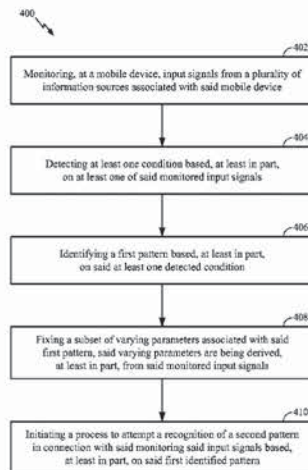 400
402
Monitoring, at a mobile device, input signals from a plurality of
information sources associated with said mobile device
404
Detecting at least one condition based, at least in part,
on at least one of said monitored input signals
406
Identifying a first pattern based, at least in part,
on said at least one detected condition
408
Fixing a subset of varying parameters associated with said
first pattern, said varying parameters are being derived,
at least in part, from said monitored input signals
410
Initiating a process to attempt a recognition of a second pattern
in connection with said monitoring said input signals based,
at least in part, on said first identified pattern